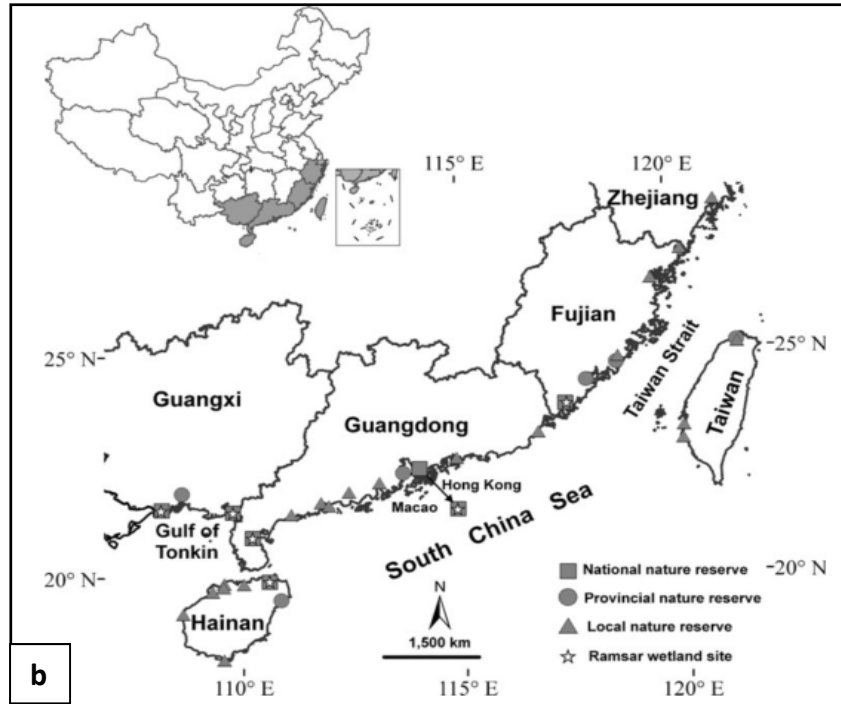 115° E
120° E
Zhejiang
Fujian
25° N
25° N
Taiwan Strait
Taiwan
Guangxi
Guangdong
Hong Kong
Macao
Gulf of
Tonkin
South China Sea
20° N
20° N
Hainan
N
1,500 km
National nature reserve
Provincial nature reserve
Local nature reserve
Ramsar wetland site
b
110° E
115° E
120° E